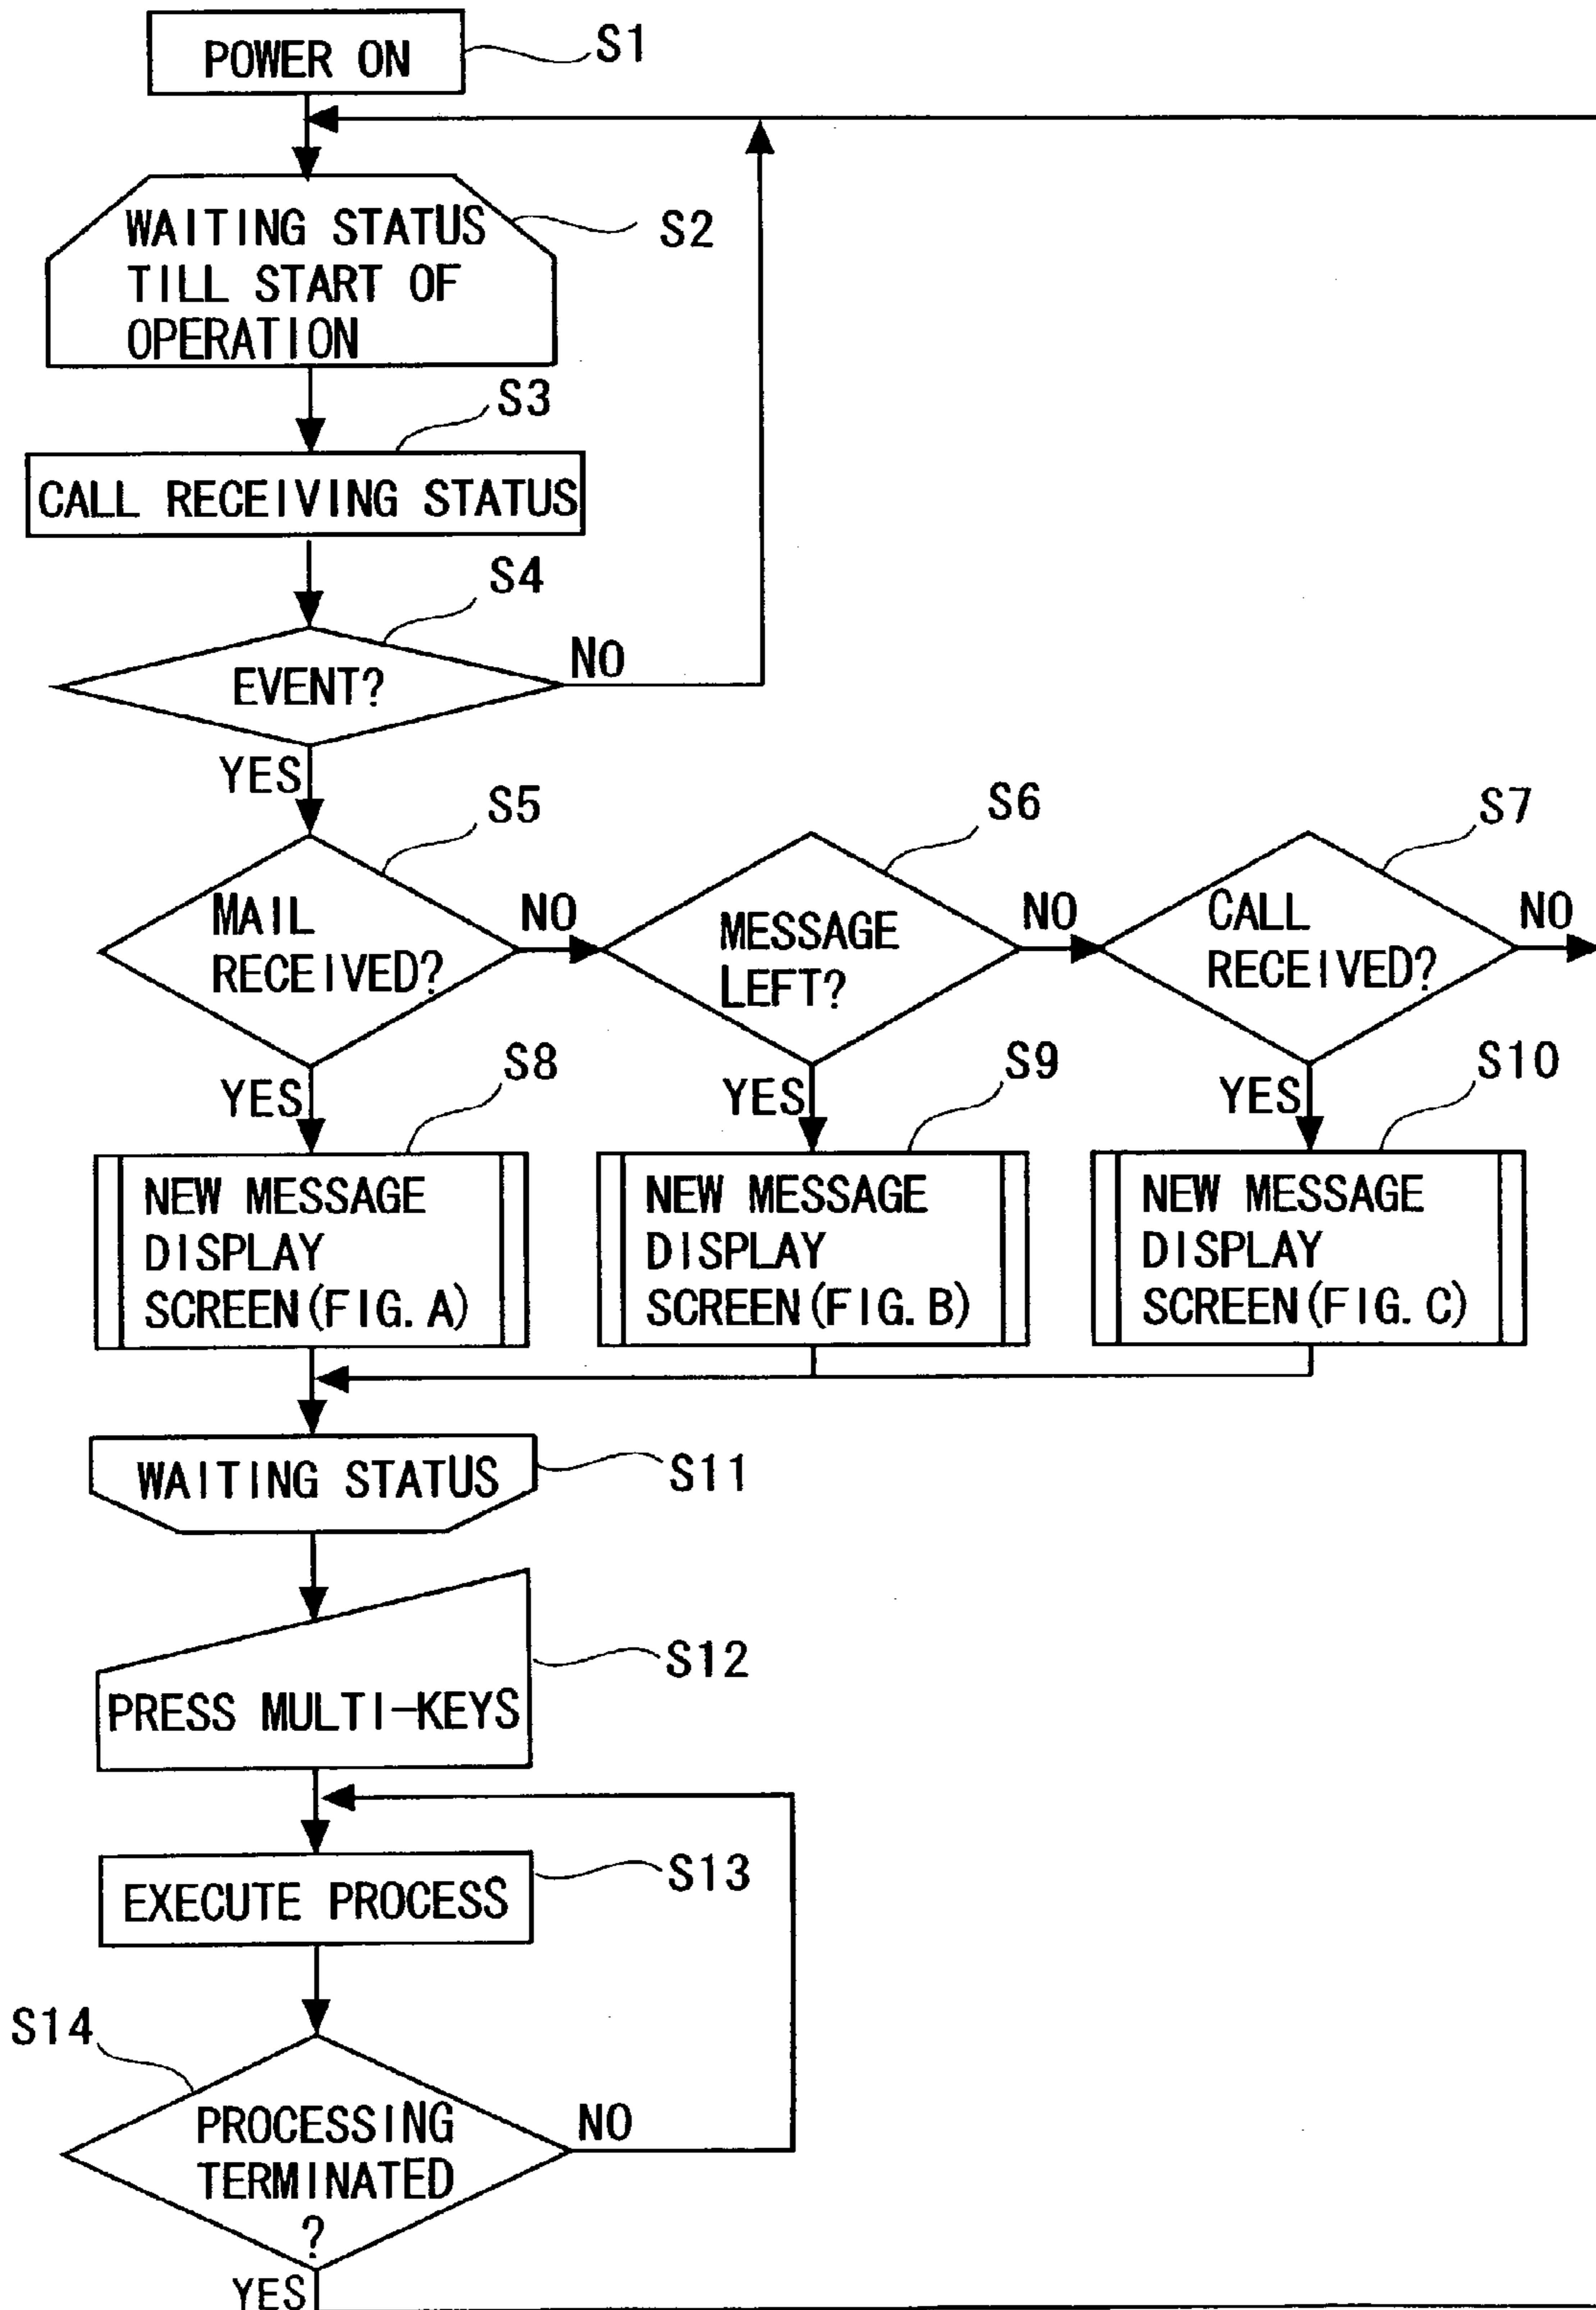 POWER ON
S1
WAITING STATUS
TILL START OF
OPERATION
S2
S3
CALL RECEIVING STATUS
S4
EVENT?
NO
YES
S5
S6
S7
MAIL
RECEIVED?
NO
MESSAGE
LEFT?
NO
CALL
RECEIVED?
NO
YES
S8
YES
S9
YES
S10
NEW MESSAGE
DISPLAY
SCREEN(FIG. A)
NEW MESSAGE
DISPLAY
SCREEN(FIG. B)
NEW MESSAGE
DISPLAY
SCREEN(FIG. C)
WAITING STATUS
S11
S12
PRESS MULTI-KEYS
EXECUTE PROCESS
S13
S14
PROCESSING
TERMINATED
?
NO
YES